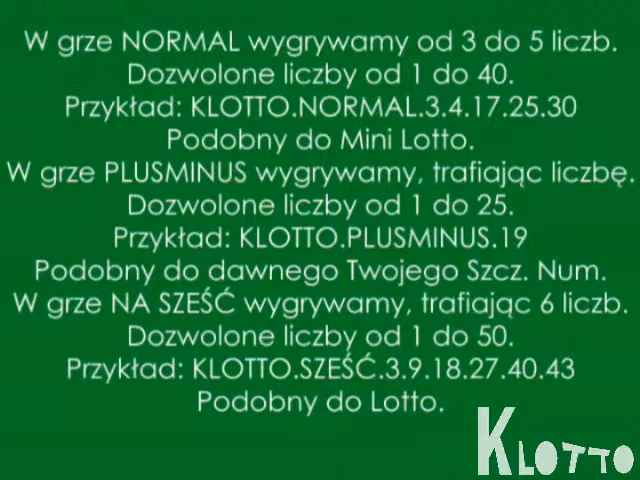 W grze NORMAL wygrywamy od 3 do 5 liczb.
Dozwolone liczby od 1 do 40.
Przykład: KLOTTO.NORMAL.3.4.17.25.30
Podobny do Mini Lotto.
W grze PLUSMINUS wygrywamy, trafiając liczbę.
Dozwolone liczby od 1 do 25.
Przykład: KLOTTO.PLUSMINUS.19
Podobny do dawnego Twojego Szcz. Num.
W grze NA SZEŚĆ wygrywamy, trafiając 6 liczb.
Dozwolone liczby od 1 do 50.
Przykład: KLOTTO.SZEŚĆ.3.9.18.27.40.43
Podobny do Lotto.
KLOTTO